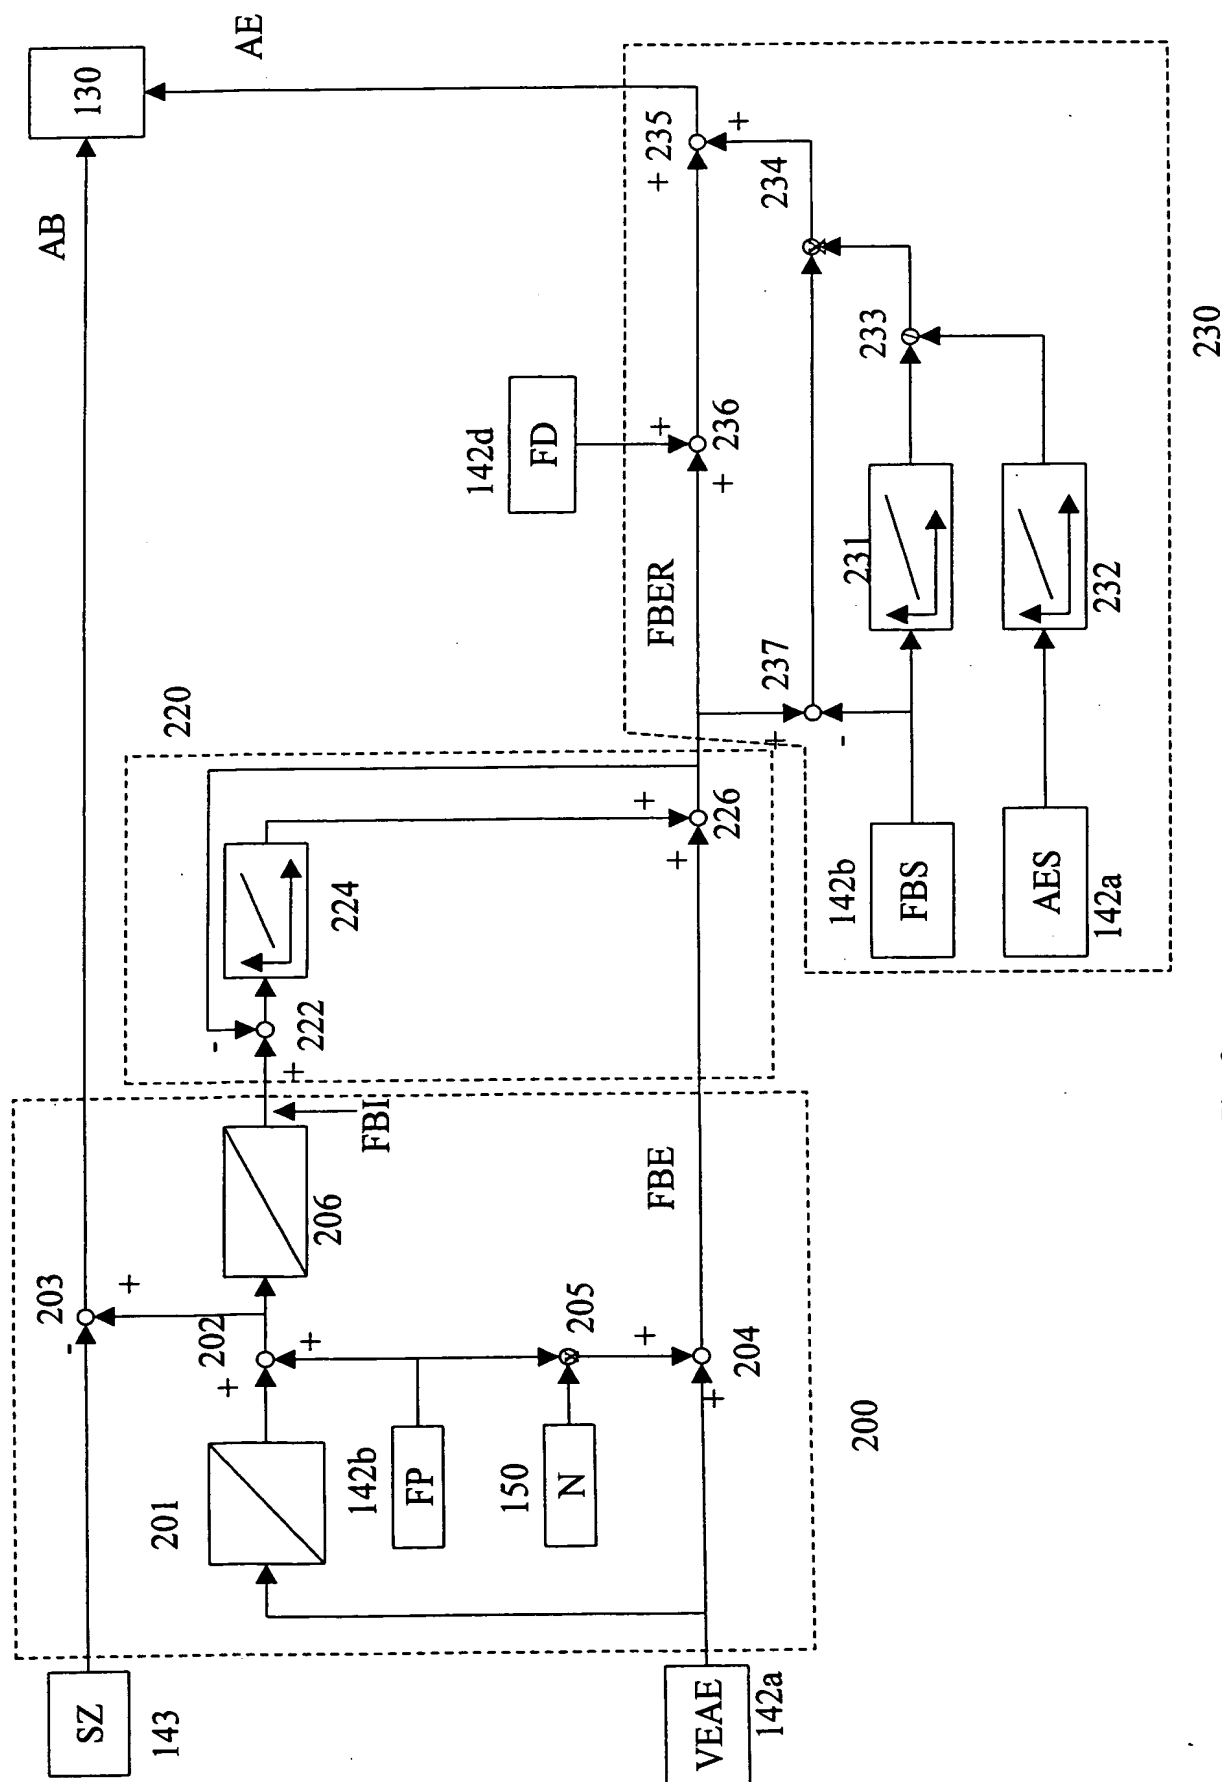 SZ
143
203
-
+
AB
130
AE
201
+
202
+
206
FBI
+
-
222
224
220
142b
FP
150
N
205
+
204
+
VEAE
142a
200
FBE
+
+
226
FBER
142d
FD
+
+
236
+ 235
+
237
+
-
234
233
231
232
142b
FBS
AES
142a
230